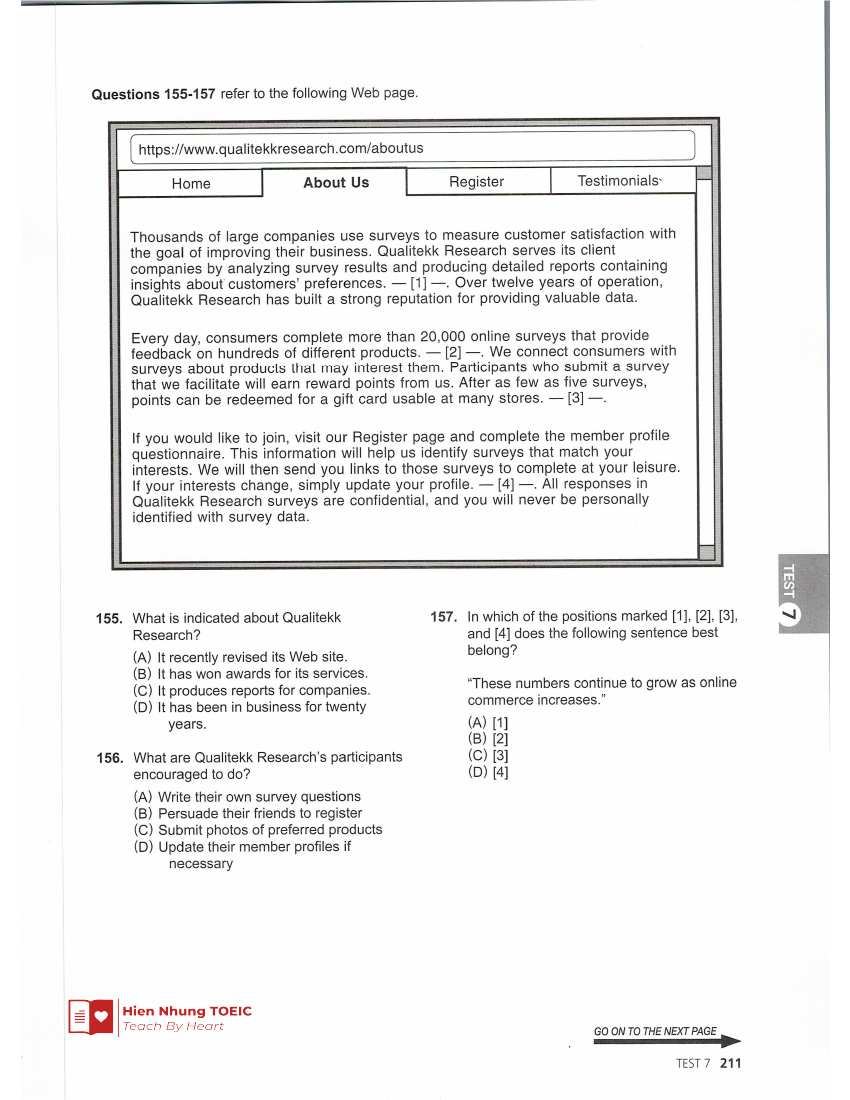 Questions 155-157 refer to the following Web page.
https://www.qualitekkresearch.com/aboutus
Home About Us Register Testimonials
Thousands of large companies use surveys to measure customer satisfaction with
the goal of improving their business. Qualitekk Research serves its client
companies by analyzing survey results and producing detailed reports containing
insights about customers' preferences. — [1] —. Over twelve years of operation,
Qualitekk Research has built a strong reputation for providing valuable data.
Every day, consumers complete more than 20,000 online surveys that provide
feedback on hundreds of different products. — [2] —. We connect consumers with
surveys about products that may interest them. Participants who submit a survey
that we facilitate will earn reward points from us. After as few as five surveys,
points can be redeemed for a gift card usable at many stores. — [3] —.
If you would like to join, visit our Register page and complete the member profile
questionnaire. This information will help us identify surveys that match your
interests. We will then send you links to those surveys to complete at your leisure.
If your interests change, simply update your profile. — [4] —. All responses in
Qualitekk Research surveys are confidential, and you will never be personally
identified with survey data.
155. What is indicated about Qualitekk
Research?
(A) It recently revised its Web site.
(B) It has won awards for its services.
(C) It produces reports for companies.
(D) It has been in business for twenty
years.
156. What are Qualitekk Research's participants
encouraged to do?
(A) Write their own survey questions
(B) Persuade their friends to register
(C) Submit photos of preferred products
(D) Update their member profiles if
necessary
157. In which of the positions marked [1], [2], [3],
and [4] does the following sentence best
belong?
"These numbers continue to grow as online
commerce increases."
(A) [1]
(B) [2]
(C) [3]
(D) [4]
TEST 7
Hien Nhung TOEIC
Teach By Heart
GO ON TO THE NEXT PAGE
TEST 7 211